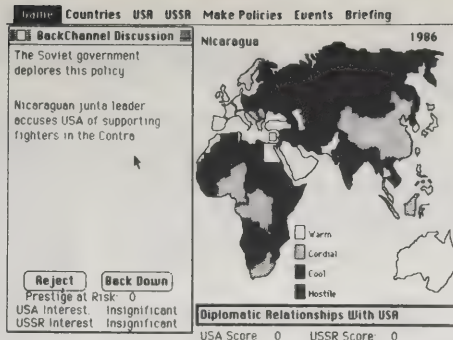 Game Countries USA USSR Make Policies Events Briefing
BackChannel Discussion
The Soviet government
deplores this policy
Nicaraguan junta leader
accuses USA of supporting
fighters in the Contra
Reject Back Down
Prestige at Risk: 0
USA Interest. Insignificant
USSR Interest Insignificant
Nicaragua 1986
Warm
Cordial
Cool
Hostile
Diplomatic Relationships With USA
USA Score 0 USSR Score: 0